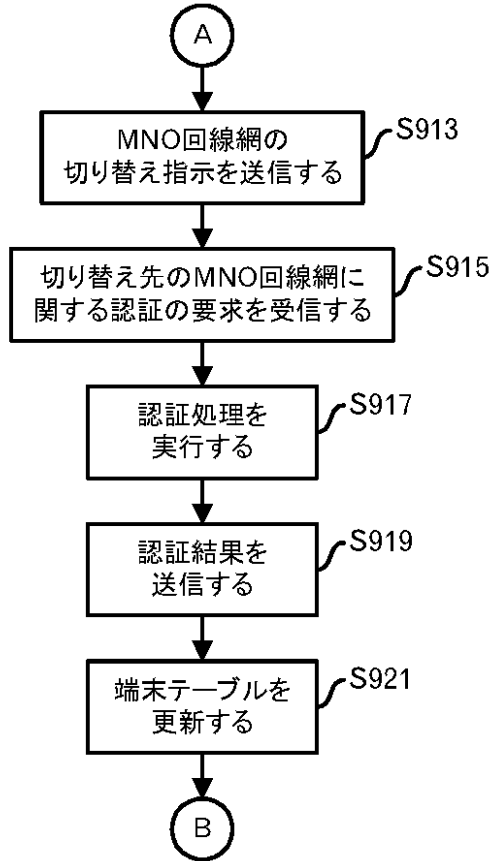 A
MNO回線網の
切り替え指示を送信する
S913
切り替え先のMNO回線網に
関する認証の要求を受信する
S915
認証処理を
実行する
S917
認証結果を
送信する
S919
端末テーブルを
更新する
S921
B